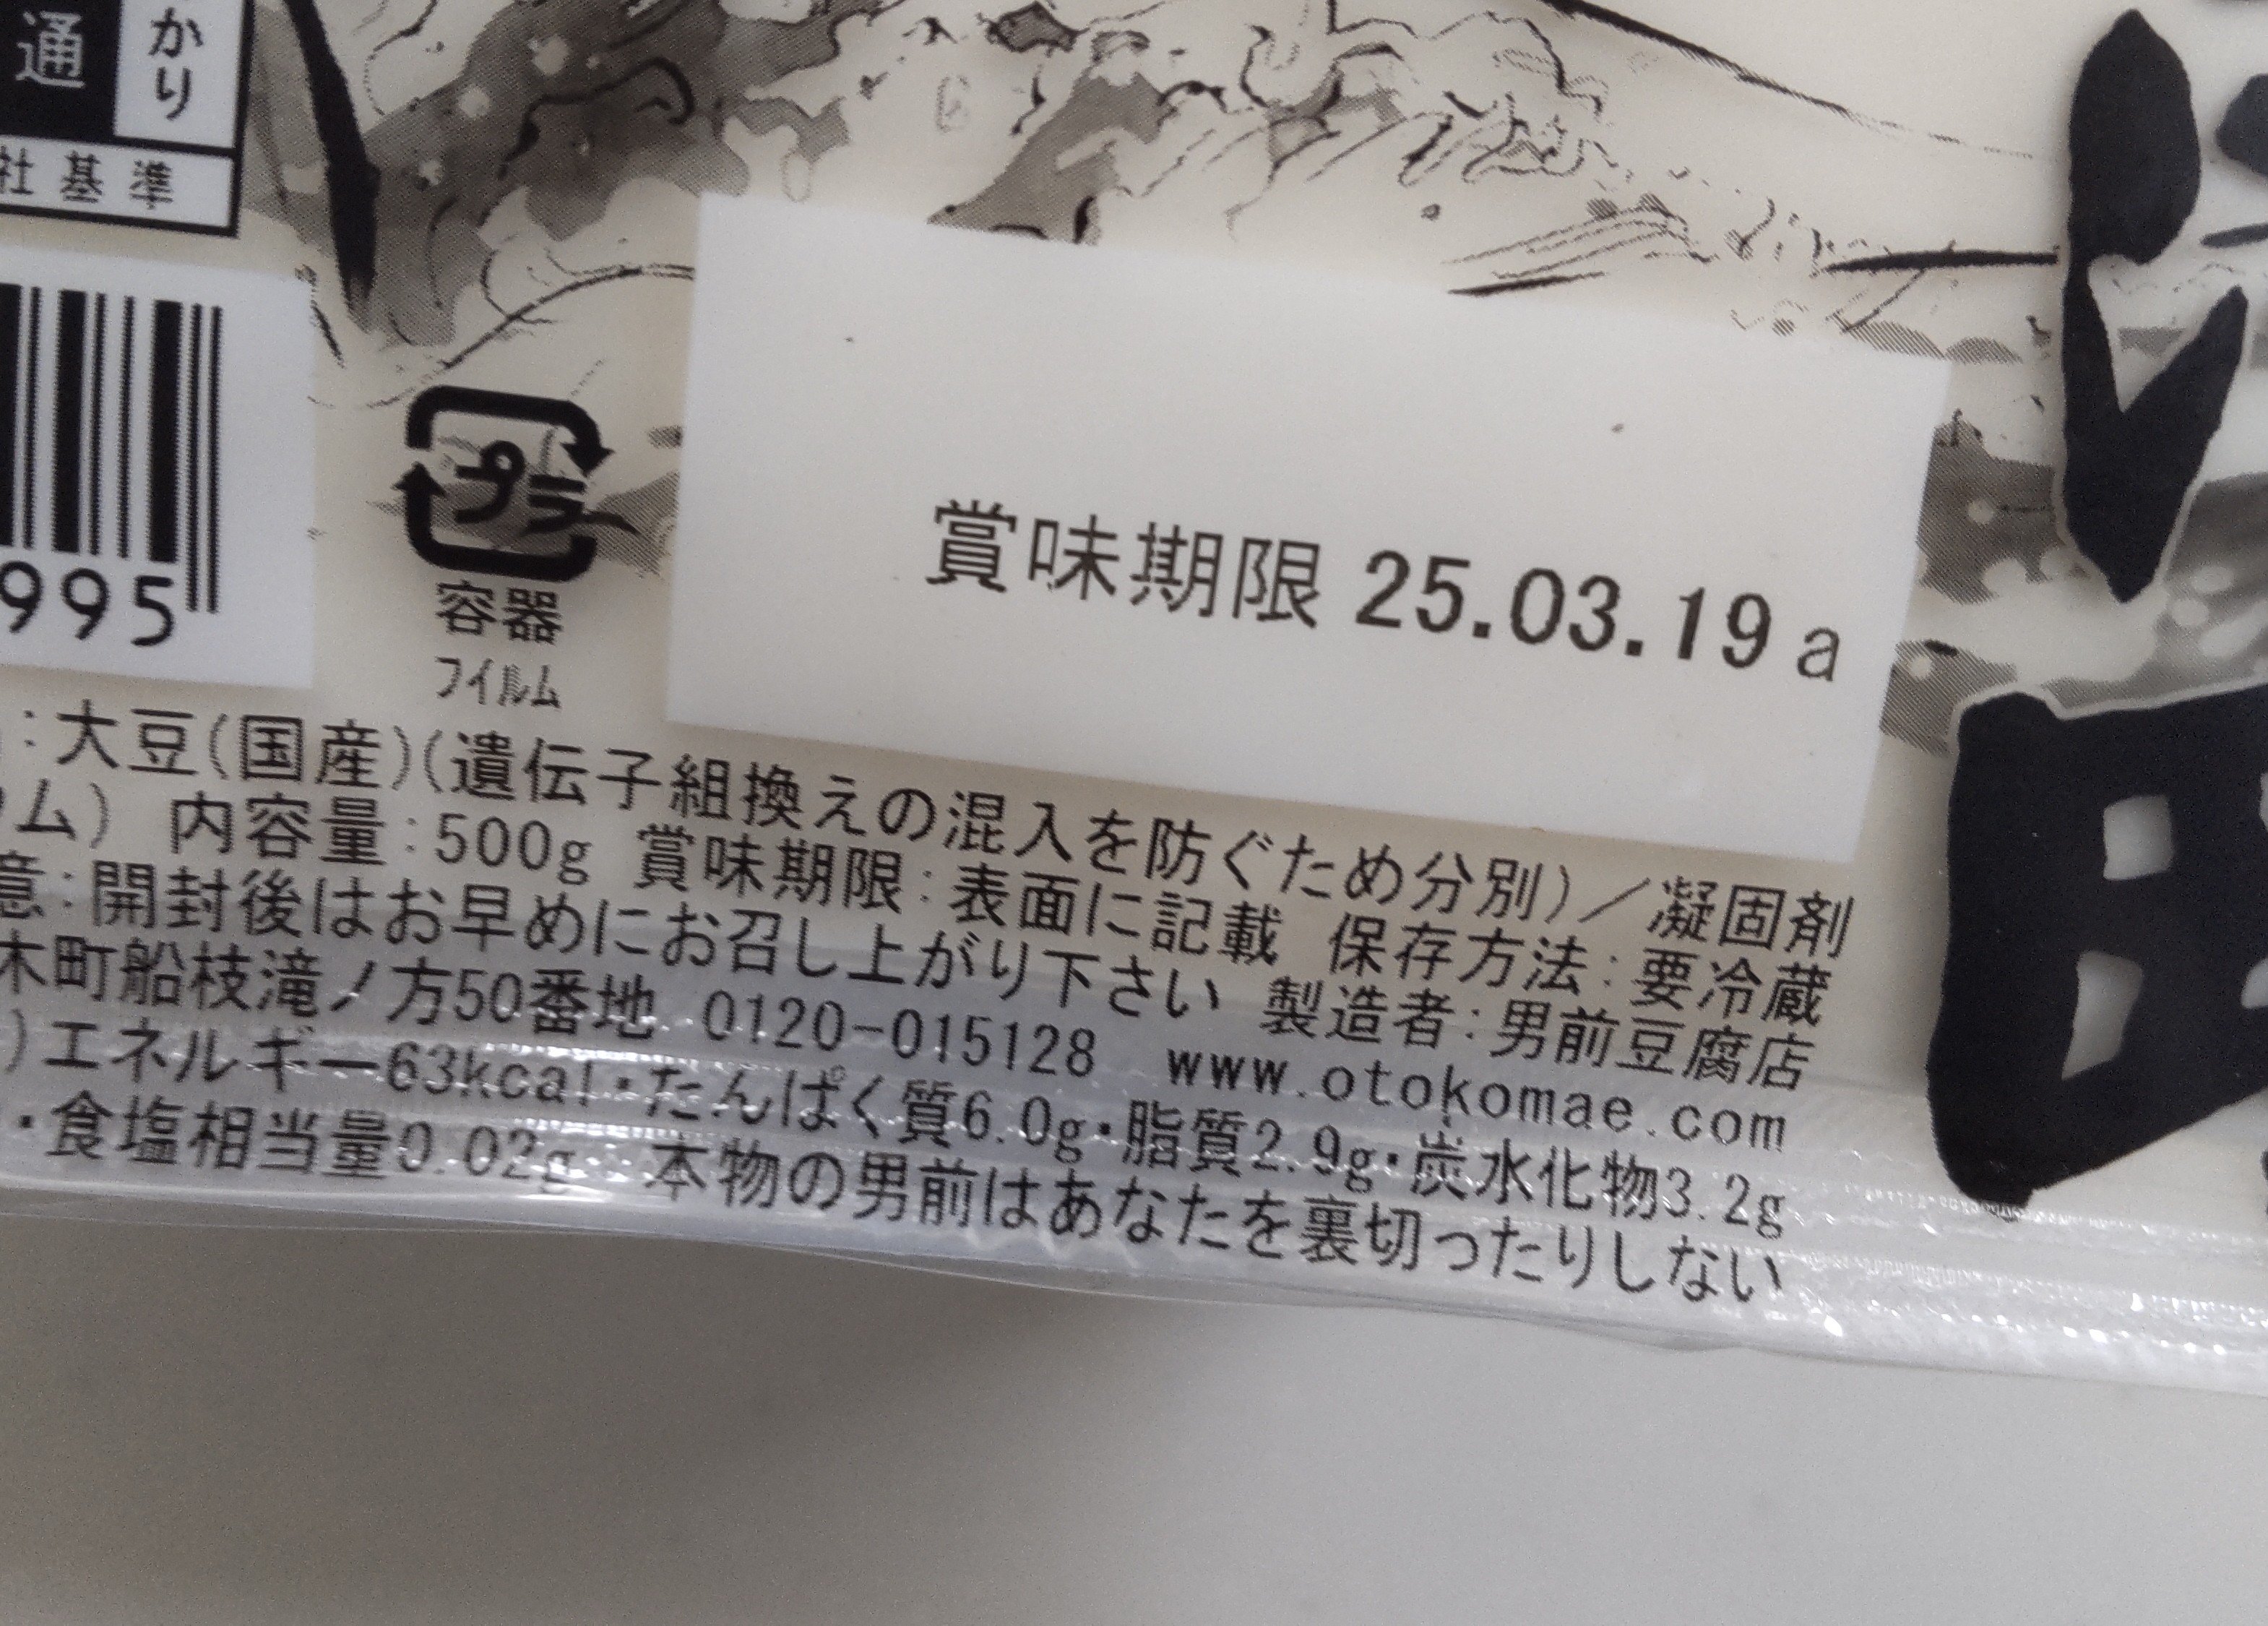 かり
通
社基準
995
プラ
容器
フイルム
賞味期限 25.03.19 a
:大豆(国産)(遺伝子組換えの混入を防ぐため分別)/凝固剤
ム) 内容量:500g 賞味期限:表面に記載 保存方法:要冷蔵
意:開封後はお早めにお召し上がり下さい 製造者:男前豆腐店
木町船枝滝ノ方50番地 0120-015128 www.otokomae.com
)エネルギー63kcal・たんぱく質6.0g・脂質2.9g・炭水化物3.2g
・食塩相当量0.02g 本物の男前はあなたを裏切ったりしない